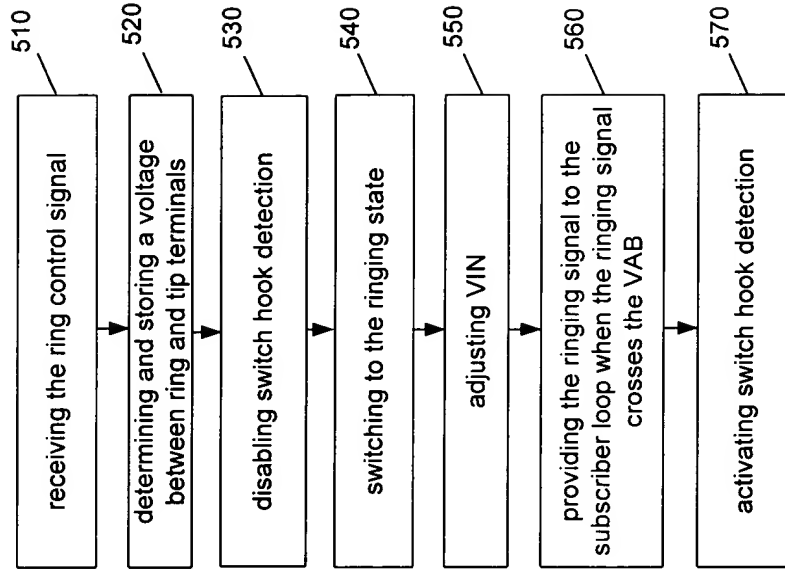 receiving the ring control signal
510
determining and storing a voltage
between ring and tip terminals
520
disabling switch hook detection
530
switching to the ringing state
540
adjusting VIN
550
providing the ringing signal to the
subscriber loop when the ringing signal
crosses the VAB
560
activating switch hook detection
570